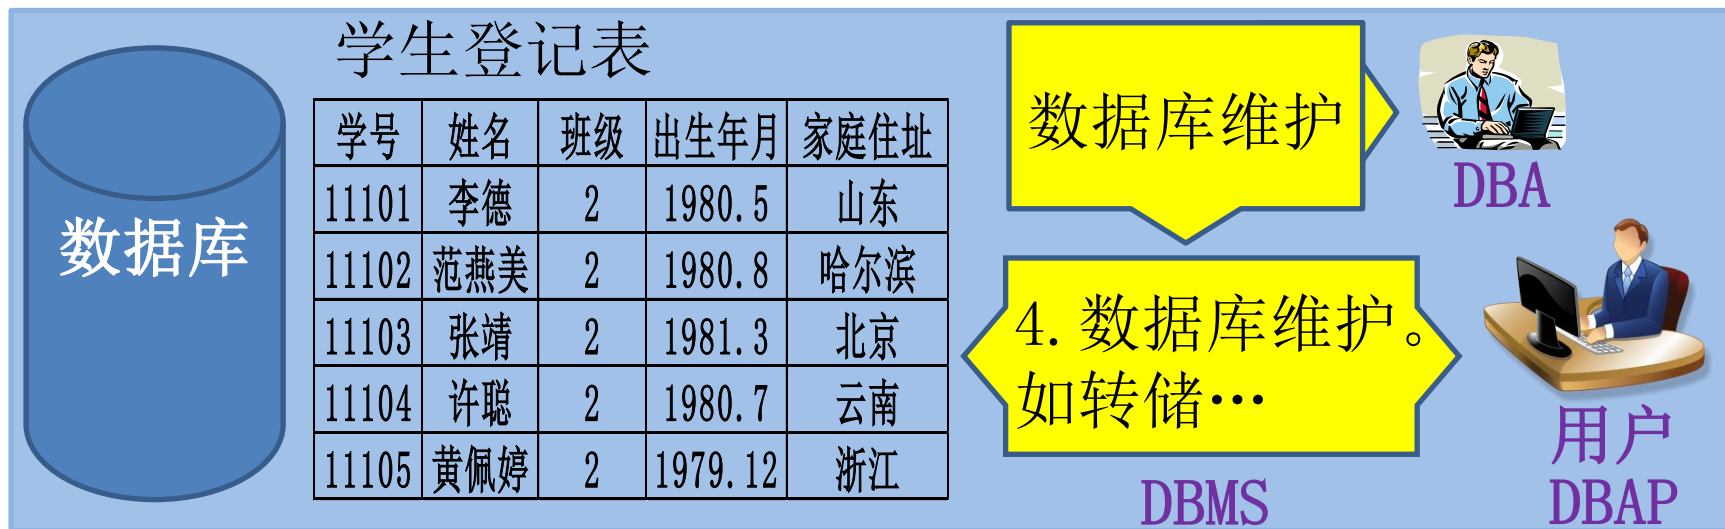 学生登记表
数据库
学号 姓名 班级 出生年月 家庭住址
11101 李德 2 1980.5 山东
11102 范燕美 2 1980.8 哈尔滨
11103 张靖 2 1981.3 北京
11104 许聪 2 1980.7 云南
11105 黄佩婷 2 1979.12 浙江
数据库维护
DBA
4.数据库维护。
如转储…
DBMS
用户
DBAP